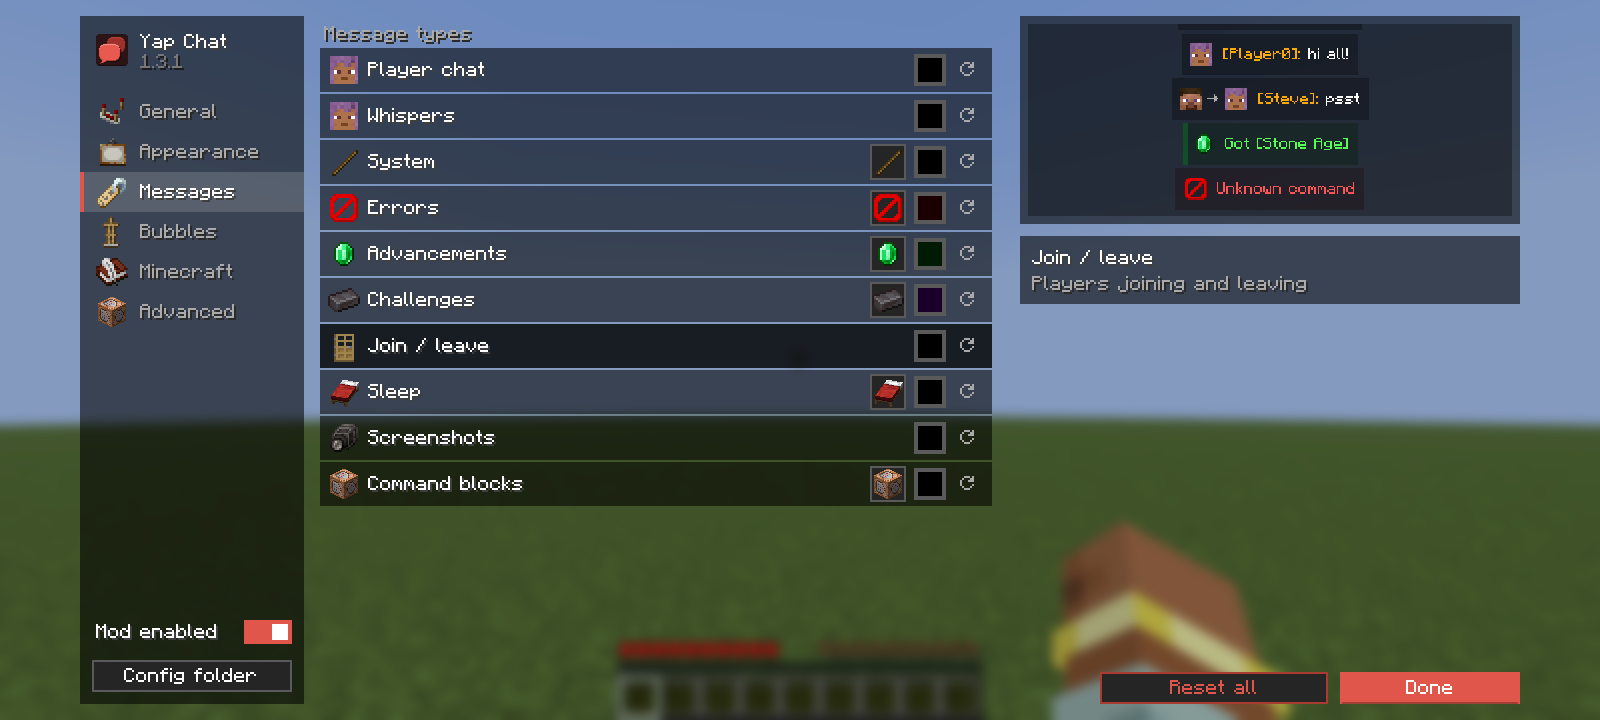 Yap Chat
1.3.1
General
Appearance
Messages
Bubbles
Minecraft
Advanced
Mod enabled
Config folder
Message types
Player chat
Whispers
System
Errors
Advancements
Challenges
Join / leave
Sleep
Screenshots
Command blocks
[Player0]: hi all!
→ [Steve]: psst
Got [Stone Age]
Unknown command
Join / leave
Players joining and leaving
Reset all
Done